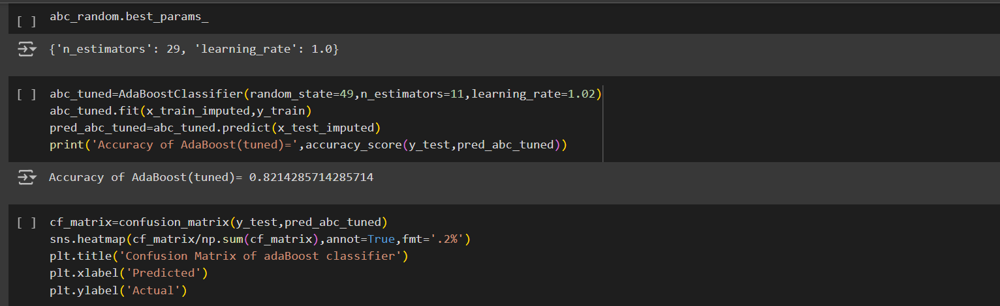 [ ] abc_random.best_params_
{'n_estimators': 29, 'learning_rate': 1.0}
[ ] abc_tuned=AdaBoostClassifier(random_state=49,n_estimators=11,learning_rate=1.02)
abc_tuned.fit(x_train_imputed,y_train)
pred_abc_tuned=abc_tuned.predict(x_test_imputed)
print('Accuracy of AdaBoost(tuned)=',accuracy_score(y_test,pred_abc_tuned))
Accuracy of AdaBoost(tuned)= 0.8214285714285714
[ ] cf_matrix=confusion_matrix(y_test,pred_abc_tuned)
sns.heatmap(cf_matrix/np.sum(cf_matrix),annot=True,fmt='.2%')
plt.title('Confusion Matrix of adaBoost classifier')
plt.xlabel('Predicted')
plt.ylabel('Actual')